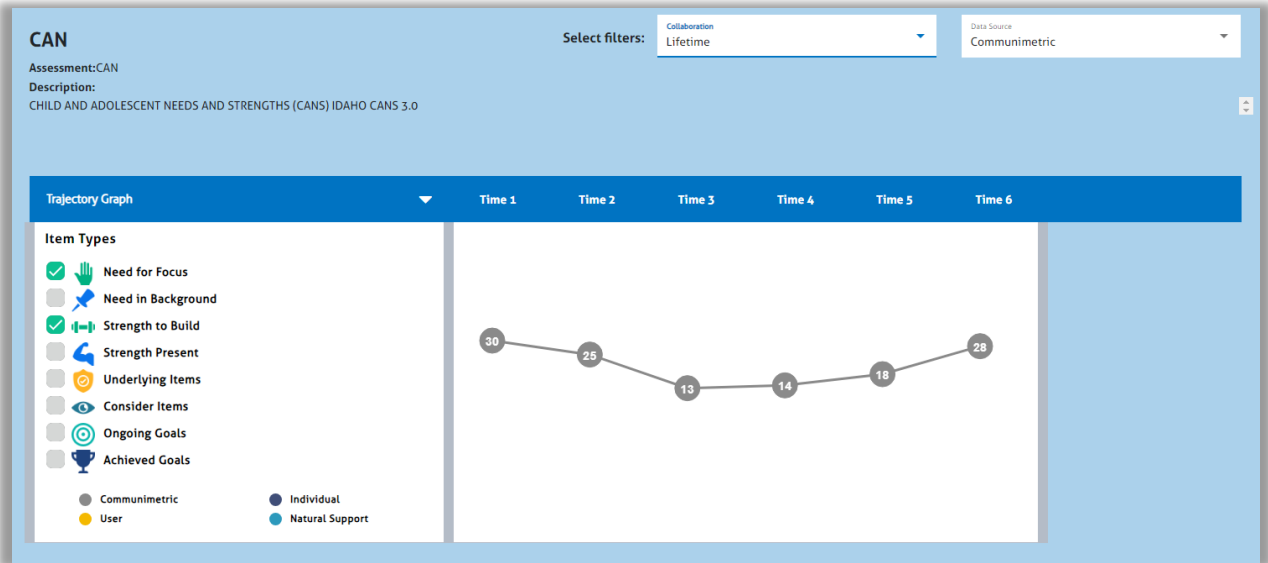 CAN
Select filters:
Collaboration
Lifetime
Data Source
Communimetric
Assessment:CAN
Description:
CHILD AND ADOLESCENT NEEDS AND STRENGTHS (CANS) IDAHO CANS 3.0
Trajectory Graph Time 1 Time 2 Time 3 Time 4 Time 5 Time 6
Item Types
Need for Focus
Need in Background
Strength to Build
Strength Present
Underlying Items
Consider Items
Ongoing Goals
Achieved Goals
Communimetric Individual
User Natural Support
30 25 13 14 18 28